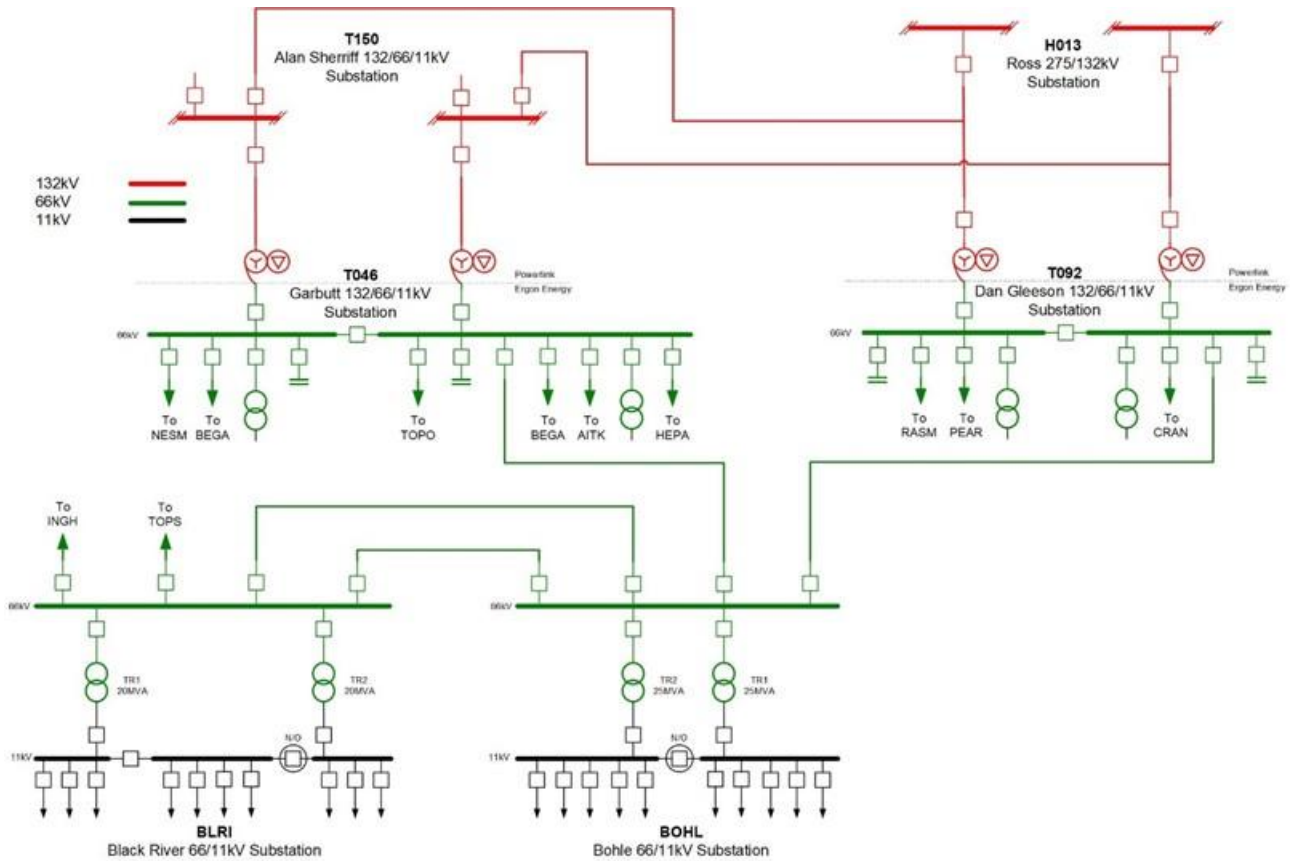 T150
Alan Sherriff 132/66/11kV
Substation
H013
Ross 275/132kV
Substation
132kV
66kV
11kV
T046
Garbutt 132/66/11kV
Substation
Powerlink
Ergon Energy
T092
Dan Gleeson 132/66/11kV
Substation
Powerlink
Ergon Energy
66kV
66kV
To
NESM
To
BEGA
To
TOPO
To
BEGA
To
AITK
To
HEPA
To
RASM
To
PEAR
To
CRAN
To
INGH
To
TOPS
66kV
66kV
TR1
20MVA
TR2
20MVA
TR2
25MVA
TR1
25MVA
11kV
N/O
11kV
N/O
BLRI
Black River 66/11kV Substation
BOHL
Bohle 66/11kV Substation